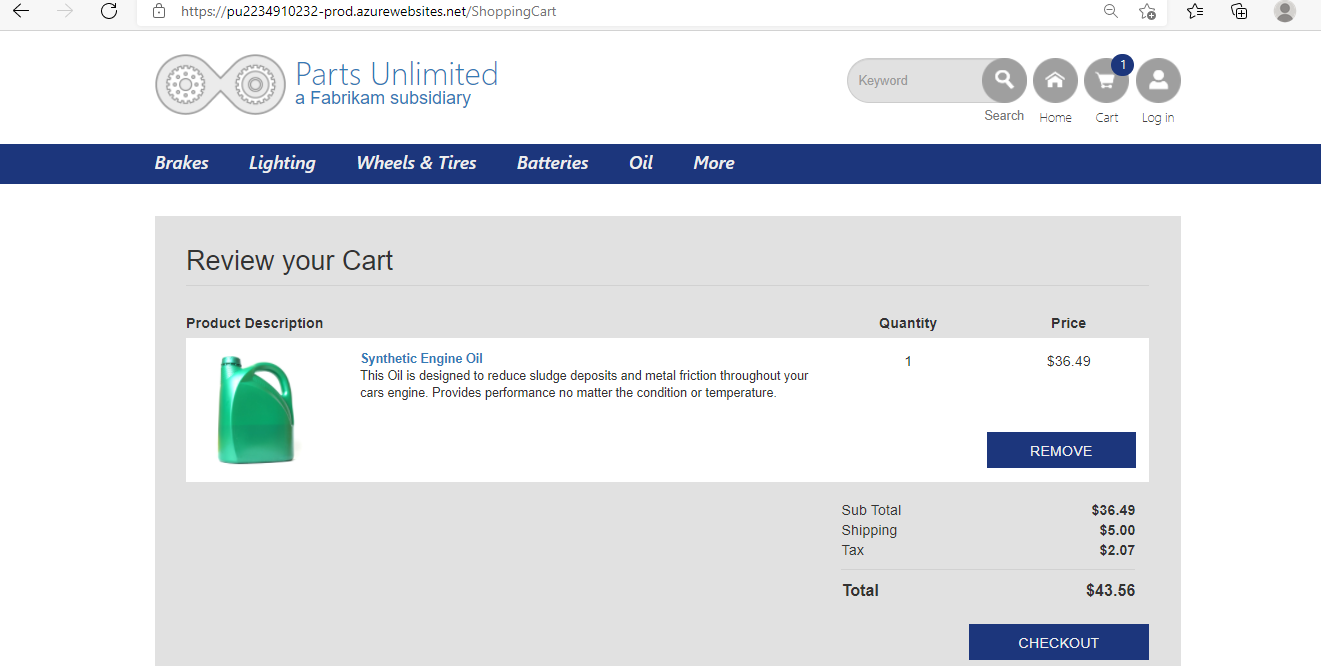 https://pu2234910232-prod.azurewebsites.net/ShoppingCart
Parts Unlimited
a Fabrikam subsidiary
Keyword
1
Search Home Cart Log in
Brakes Lighting Wheels & Tires Batteries Oil More
Review your Cart
Product Description Quantity Price
Synthetic Engine Oil 1 $36.49
This Oil is designed to reduce sludge deposits and metal friction throughout your
cars engine. Provides performance no matter the condition or temperature.
REMOVE
Sub Total $36.49
Shipping $5.00
Tax $2.07
Total $43.56
CHECKOUT